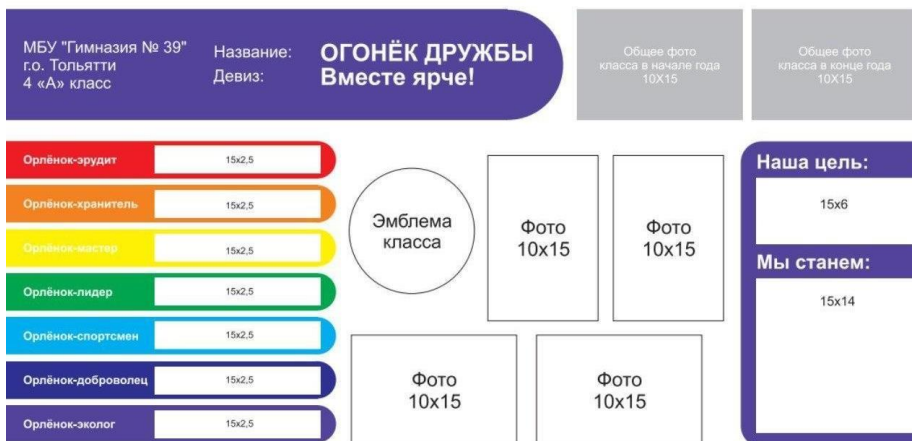 МБУ "Гимназия № 39"
г.о. Тольятти
4 «А» класс
Название:
Девиз:
ОГОНЁК ДРУЖБЫ
Вместе ярче!
Общее фото
класса в начале года
10X15
Общее фото
класса в конце года
10X15
Орлёнок-эрудит
15x2,5
Орлёнок-хранитель
15x2,5
Орлёнок-мастер
15x2,5
Орлёнок-лидер
15x2,5
Орлёнок-спортсмен
15x2,5
Орлёнок-доброволец
15x2,5
Орлёнок-эколог
15x2,5
Эмблема
класса
Фото
10x15
Фото
10x15
Фото
10x15
Фото
10x15
Наша цель:
15x6
Мы станем:
15x14